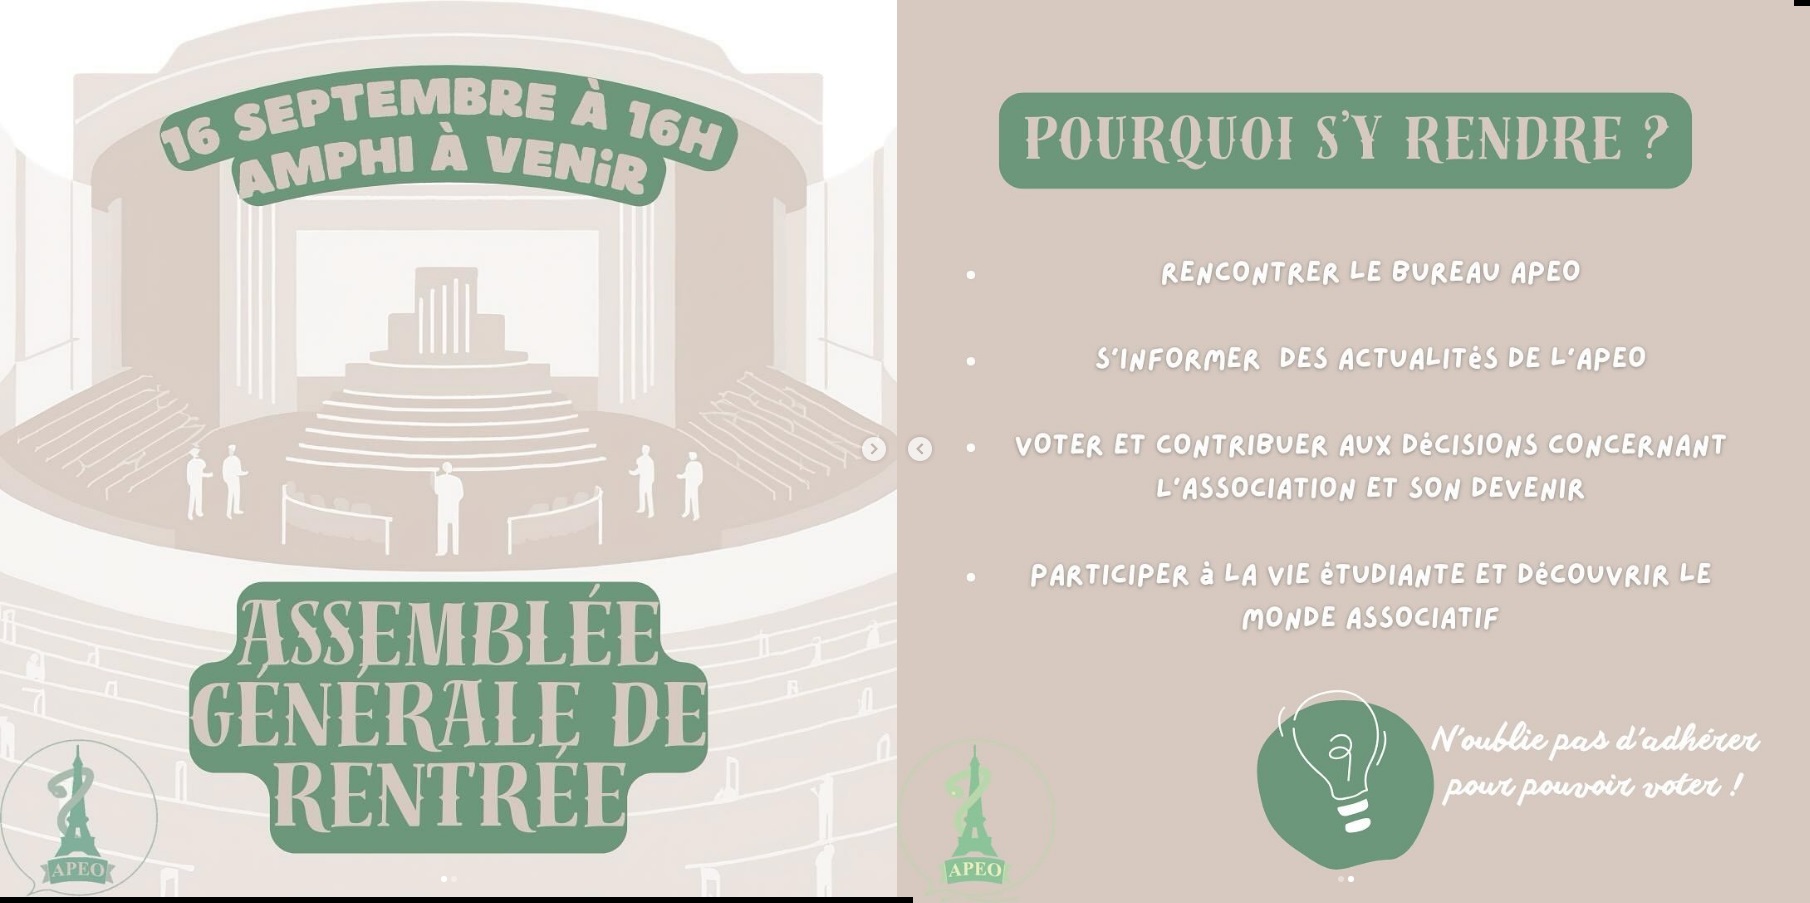 16 SEPTEMBRE À 16H
AMPHI À VENIR
ASSEMBLÉE
GÉNÉRALE DE
RENTRÉE
APEO
POURQUOI S'Y RENDRE ?
• RENCONTRER LE BUREAU APEO
• S'INFORMER DES ACTUALITÉS DE L'APEO
• VOTER ET CONTRIBUER AUX DÉCISIONS CONCERNANT
L'ASSOCIATION ET SON DEVENIR
• PARTICIPER à LA VIE ÉTUDIANTE ET DÉCOUVRIR LE
MONDE ASSOCIATIF
N'oublie pas d'adhérer
pour pouvoir voter !
APEO